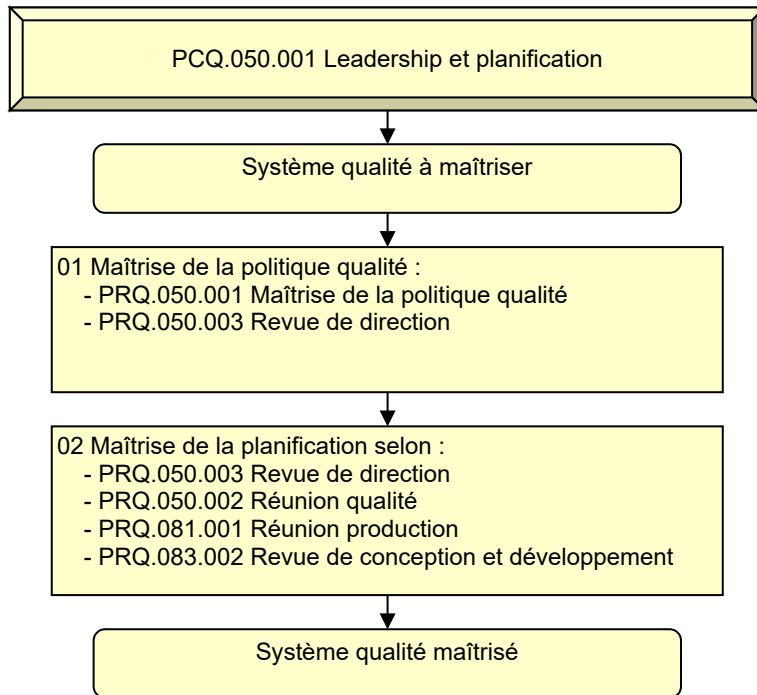 PCQ.050.001 Leadership et planification
Système qualité à maîtriser
01 Maîtrise de la politique qualité :
- PRQ.050.001 Maîtrise de la politique qualité
- PRQ.050.003 Revue de direction
02 Maîtrise de la planification selon :
- PRQ.050.003 Revue de direction
- PRQ.050.002 Réunion qualité
- PRQ.081.001 Réunion production
- PRQ.083.002 Revue de conception et développement
Système qualité maîtrisé